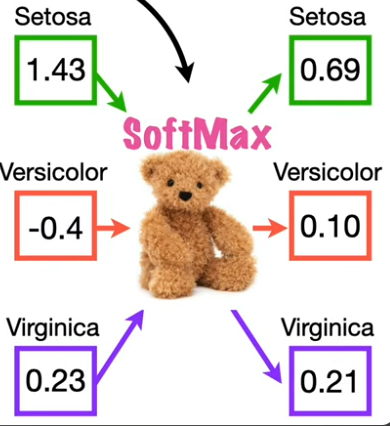 Setosa
1.43
Setosa
0.69
SoftMax
Versicolor
-0.4
Versicolor
0.10
Virginica
0.23
Virginica
0.21